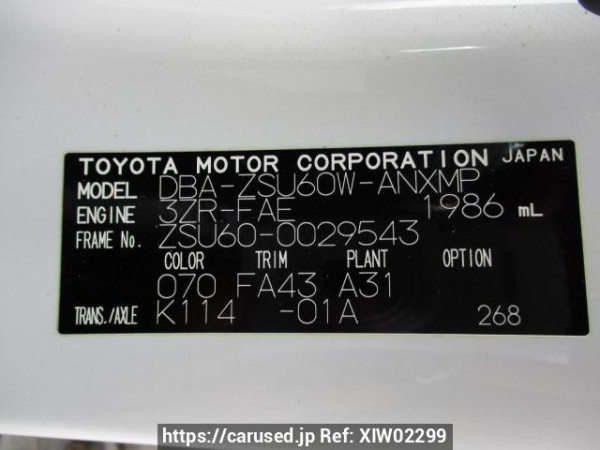 TOYOTA MOTOR CORPORATION JAPAN
MODEL DBA-ZSU60W-ANXMP
ENGINE 3ZR-FAE 1986 mL
FRAME No. ZSU60-0029543
COLOR TRIM PLANT OPTION
070 FA43 A31
TRANS./AXLE K114 -01A 268
https://carused.jp Ref: XIW02299